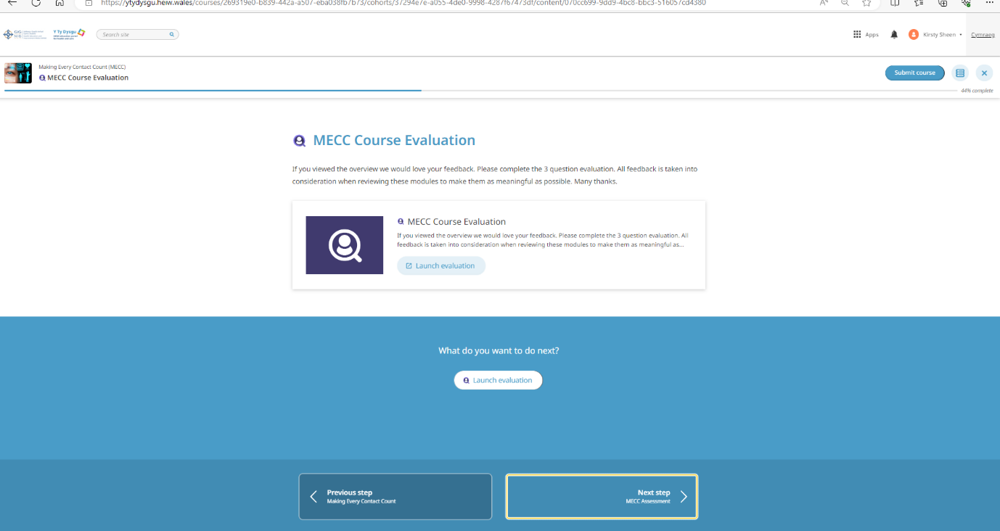 https://ytydysgu.heiw.wales/courses/269319e0-b839-442a-a507-eba038fb7b73/cohorts/37294e7e-a055-4de0-9998-4287f67473df/content/070cc699-9dd9-4bc8-bbc3-516057cd4380
GIG
NHS
Y Tŷ Dysgu
Search site
Apps
Kirsty Sheen
Cymraeg
Making Every Contact Count (MECC)
MECC Course Evaluation
Submit course
44% complete
MECC Course Evaluation
If you viewed the overview we would love your feedback. Please complete the 3 question evaluation. All feedback is taken into
consideration when reviewing these modules to make them as meaningful as possible. Many thanks.
MECC Course Evaluation
If you viewed the overview we would love your feedback. Please complete the 3 question evaluation. All
feedback is taken into consideration when reviewing these modules to make them as meaningful as...
Launch evaluation
What do you want to do next?
Launch evaluation
Previous step
Making Every Contact Count
Next step
MECC Assessment